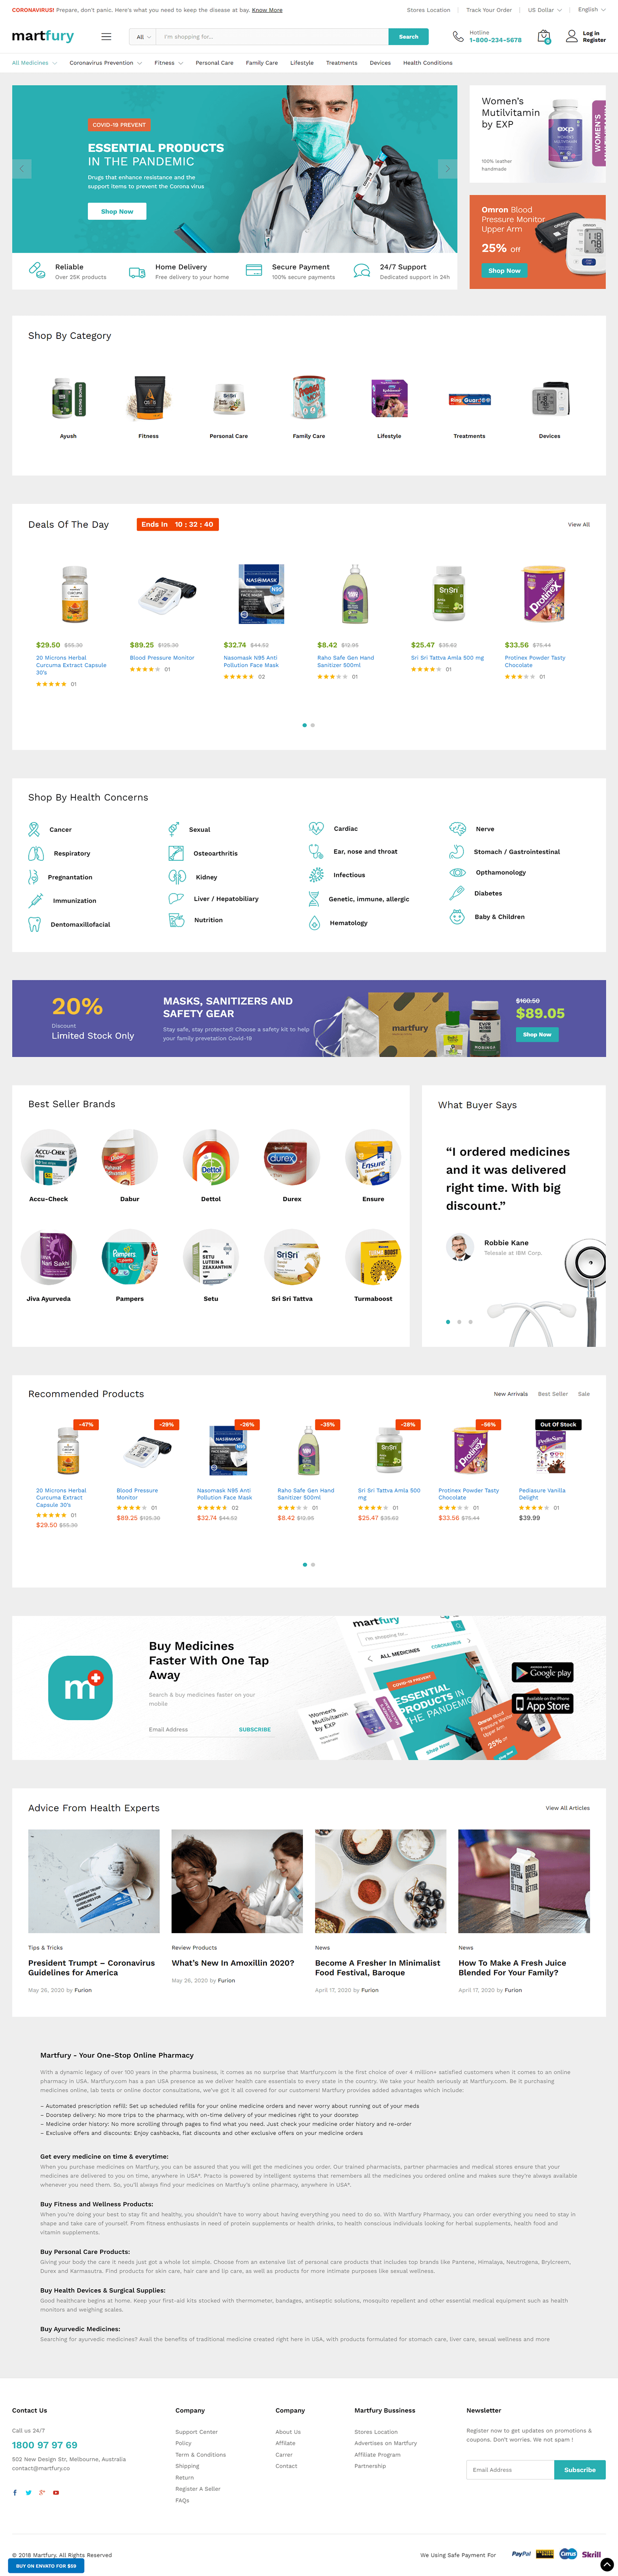 CORONAVIRUS! Prepare, don't panic. Here's what you need to keep the disease at bay. Know More
Stores Location
Track Your Order
US Dollar
English
martfury
All
I'm shopping for...
Search
Hotline
1-800-234-5678
0
Log in
Register
All Medicines
Coronavirus Prevention
Fitness
Personal Care
Family Care
Lifestyle
Treatments
Devices
Health Conditions
COVID-19 PREVENT
ESSENTIAL PRODUCTS
IN THE PANDEMIC
Drugs that enhance resistance and the
support items to prevent the Corona virus
Shop Now
Reliable
Over 25K products
Home Delivery
Free delivery to your home
Secure Payment
100% secure payments
24/7 Support
Dedicated support in 24h
Women's
Mutilvitamin
by EXP
100% leather
handmade
exp
WOMEN'S
Omron Blood
Pressure Monitor
Upper Arm
25% Off
Shop Now
Shop By Category
Ayush
Fitness
Personal Care
Family Care
Lifestyle
Treatments
Devices
Deals Of The Day
Ends In 10 : 32 : 40
View All
$29.50 $55.30
20 Microns Herbal
Curcuma Extract Capsule
30's
01
$89.25 $125.30
Blood Pressure Monitor
01
$32.74 $44.52
Nasomask N95 Anti
Pollution Face Mask
02
$8.42 $12.95
Raho Safe Gen Hand
Sanitizer 500ml
01
$25.47 $35.62
Sri Sri Tattva Amla 500 mg
01
$33.56 $75.44
Protinex Powder Tasty
Chocolate
01
Shop By Health Concerns
Cancer
Respiratory
Pregnantation
Immunization
Dentomaxillofacial
Sexual
Osteoarthritis
Kidney
Liver / Hepatobiliary
Nutrition
Cardiac
Ear, nose and throat
Infectious
Genetic, immune, allergic
Hematology
Nerve
Stomach / Gastrointestinal
Opthamonology
Diabetes
Baby & Children
20%
Discount
Limited Stock Only
MASKS, SANITIZERS AND
SAFETY GEAR
Stay safe, stay protected! Choose a safety kit to help
your family prevetation Covid-19
martfury
$160.50
$89.05
Shop Now
Best Seller Brands
Accu-Check
Dabur
Dettol
Durex
Ensure
Jiva Ayurveda
Pampers
Setu
Sri Sri Tattva
Turmaboost
What Buyer Says
“I ordered medicines
and it was delivered
right time. With big
discount.”
Robbie Kane
Telesale at IBM Corp.
Recommended Products
New Arrivals
Best Seller
Sale
-47%
20 Microns Herbal
Curcuma Extract
Capsule 30's
01
$29.50 $55.30
-29%
Blood Pressure
Monitor
01
$89.25 $125.30
-26%
Nasomask N95 Anti
Pollution Face Mask
02
$32.74 $44.52
-35%
Raho Safe Gen Hand
Sanitizer 500ml
01
$8.42 $12.95
-28%
Sri Sri Tattva Amla 500
mg
01
$25.47 $35.62
-56%
Protinex Powder Tasty
Chocolate
01
$33.56 $75.44
Out Of Stock
Pediasure Vanilla
Delight
01
$39.99
m
Buy Medicines
Faster With One Tap
Away
Search & buy medicines faster on your
mobile
Email Address
SUBSCRIBE
Google play
Available on the iPhone
App Store
Advice From Health Experts
View All Articles
Tips & Tricks
President Trumpt – Coronavirus
Guidelines for America
May 26, 2020 by Furion
Review Products
What's New In Amoxillin 2020?
May 26, 2020 by Furion
News
Become A Fresher In Minimalist
Food Festival, Baroque
April 17, 2020 by Furion
News
How To Make A Fresh Juice
Blended For Your Family?
April 17, 2020 by Furion
Martfury - Your One-Stop Online Pharmacy
With a dynamic legacy of over 100 years in the pharma business, it comes as no surprise that Martfury.com is the first choice of over 4 million+ satisfied customers when it comes to an online
pharmacy in USA. Martfury.com has a pan USA presence as we deliver health care essentials to every state in the country. We take your health seriously at Martfury.com. Be it purchasing
medicines online, lab tests or online doctor consultations, we've got it all covered for our customers! Martfury provides added advantages which include:
– Automated prescription refill: Set up scheduled refills for your online medicine orders and never worry about running out of your meds
– Doorstep delivery: No more trips to the pharmacy, with on-time delivery of your medicines right to your doorstep
– Medicine order history: No more scrolling through pages to find what you need. Just check your medicine order history and re-order
– Exclusive offers and discounts: Enjoy cashbacks, flat discounts and other exclusive offers on your medicine orders
Get every medicine on time & everytime:
When you purchase medicines on Martfury, you can be assured that you will get the medicines you order. Our trained pharmacists, partner pharmacies and medical stores ensure that your
medicines are delivered to you on time, anywhere in USA*. Practo is powered by intelligent systems that remembers all the medicines you ordered online and makes sure they're always available
whenever you need them. So, you'll always find your medicines on Martfuy's online pharmacy, anywhere in USA*.
Buy Fitness and Wellness Products:
When you're doing your best to stay fit and healthy, you shouldn't have to worry about having everything you need to do so. With Martfury Pharmacy, you can order everything you need to stay in
shape and take care of yourself. From fitness enthusiasts in need of protein supplements or health drinks, to health conscious individuals looking for herbal supplements, health food and
vitamin supplements.
Buy Personal Care Products:
Giving your body the care it needs just got a whole lot simple. Choose from an extensive list of personal care products that includes top brands like Pantene, Himalaya, Neutrogena, Brylcreem,
Durex and Karmasutra. Find products for skin care, hair care and lip care, as well as products for more intimate purposes like sexual wellness.
Buy Health Devices & Surgical Supplies:
Good healthcare begins at home. Keep your first-aid kits stocked with thermometer, bandages, antiseptic solutions, mosquito repellent and other essential medical equipment such as health
monitors and weighing scales.
Buy Ayurvedic Medicines:
Searching for ayurvedic medicines? Avail the benefits of traditional medicine created right here in USA, with products formulated for stomach care, liver care, sexual wellness and more
Contact Us
Call us 24/7
1800 97 97 69
502 New Design Str, Melbourne, Australia
contact@martfury.co
Company
Support Center
Policy
Term & Conditions
Shipping
Return
Register A Seller
FAQs
Company
About Us
Affilate
Carrer
Contact
Martfury Bussiness
Stores Location
Advertises on Martfury
Affiliate Program
Partnership
Newsletter
Register now to get updates on promotions &
coupons. Don't worries. We not spam !
Email Address
Subscribe
© 2018 Martfury. All Rights Reserved
BUY ON ENVATO FOR $59
We Using Safe Payment For
PayPal
Cirrus
Skrill